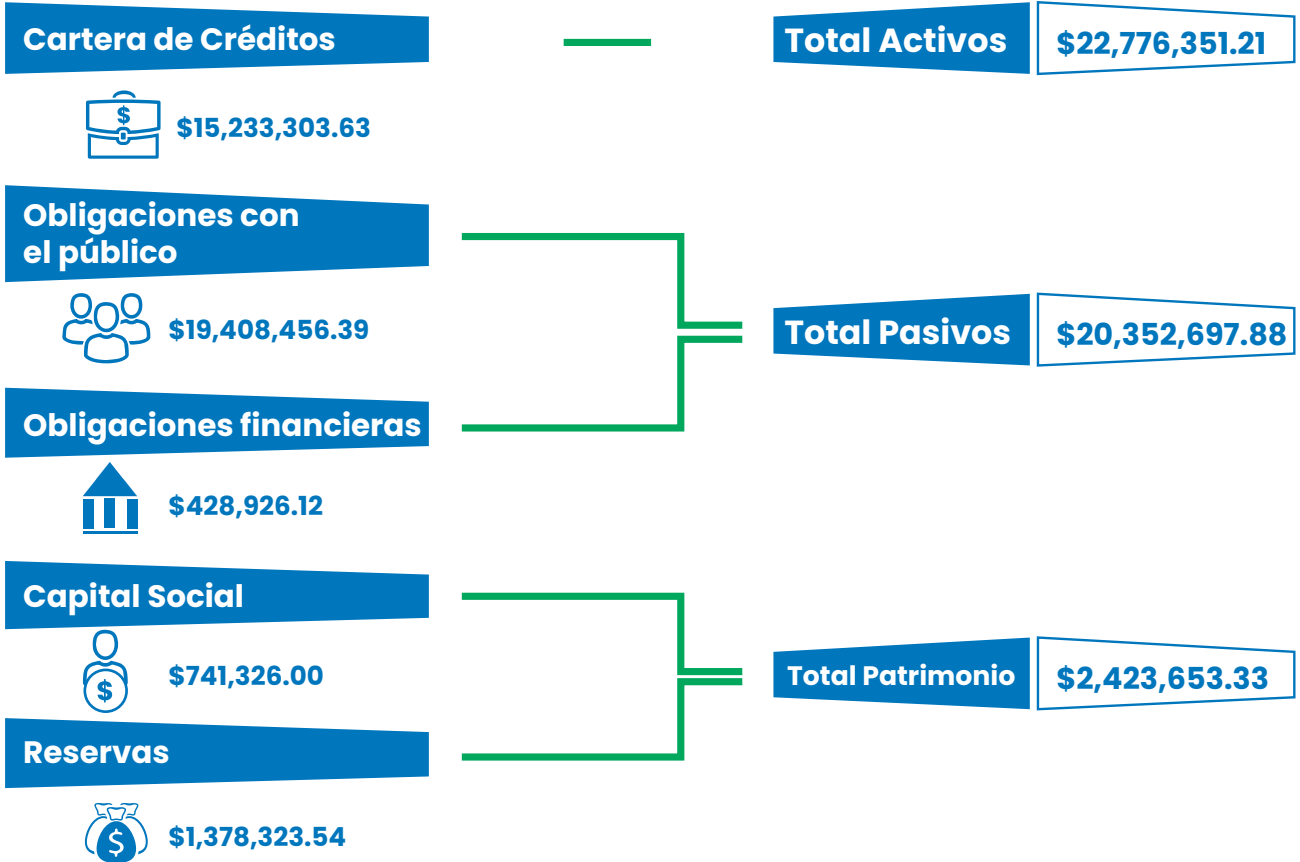 Cartera de Créditos
Total Activos
$22,776,351.21
$
$15,233,303.63
Obligaciones con
el público
$19,408,456.39
Total Pasivos
$20,352,697.88
Obligaciones financieras
$428,926.12
Capital Social
$
$741,326.00
Total Patrimonio
$2,423,653.33
Reservas
$
$1,378,323.54